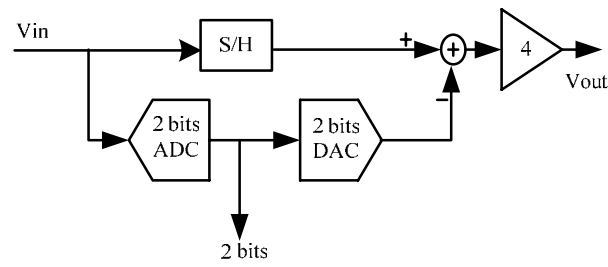 Vin
S/H
+
+
4
Vout
−
2 bits
ADC
2 bits
DAC
2 bits